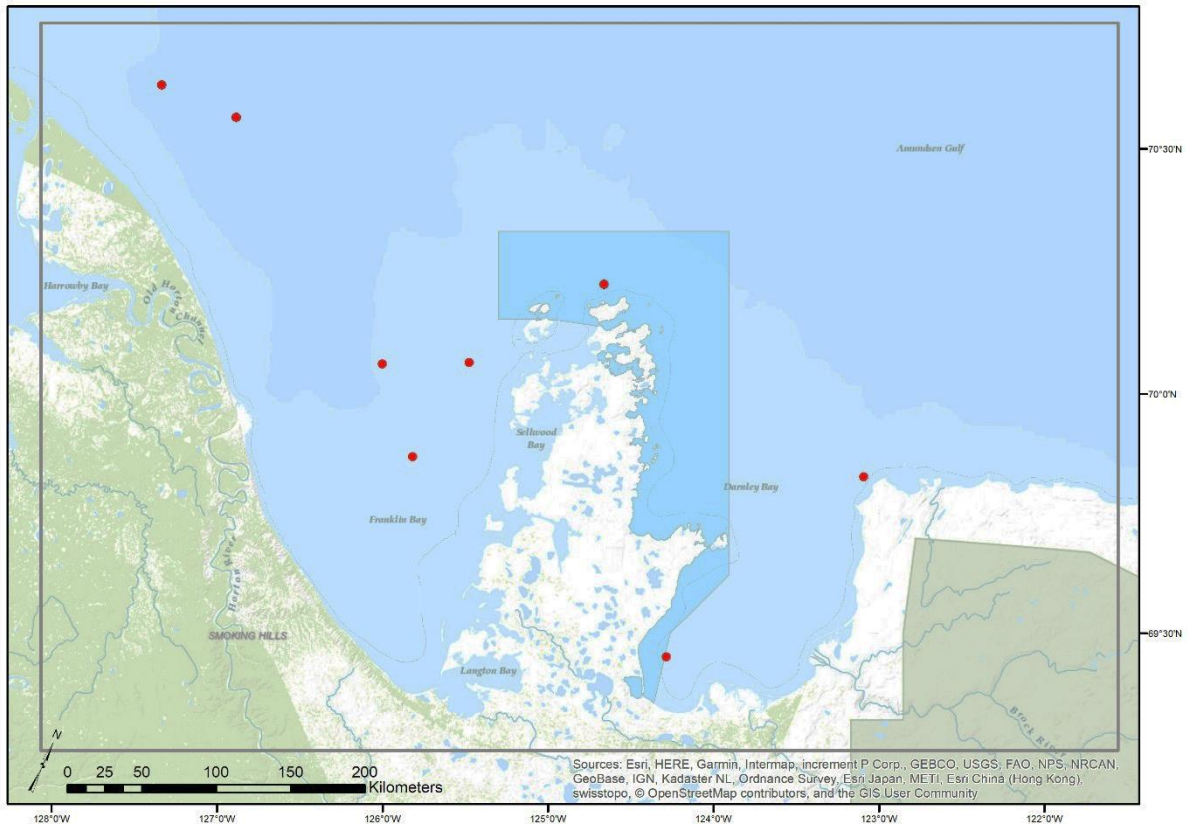 Amundsen Gulf
70°30'N
Harrowby Bay
Old Horton Channel
70°0'N
Sellwood
Bay
Darnley Bay
Franklin Bay
Horton River
SMOKING HILLS
69°30'N
Langton Bay
Brock River
N
0 25 50 100 150 200
Kilometers
Sources: Esri, HERE, Garmin, Intermap, increment P Corp., GEBCO, USGS, FAO, NPS, NRCAN,
GeoBase, IGN, Kadaster NL, Ordnance Survey, Esri Japan, METI, Esri China (Hong Kong),
swisstopo, © OpenStreetMap contributors, and the GIS User Community
128°0'W 127°0'W 126°0'W 125°0'W 124°0'W 123°0'W 122°0'W